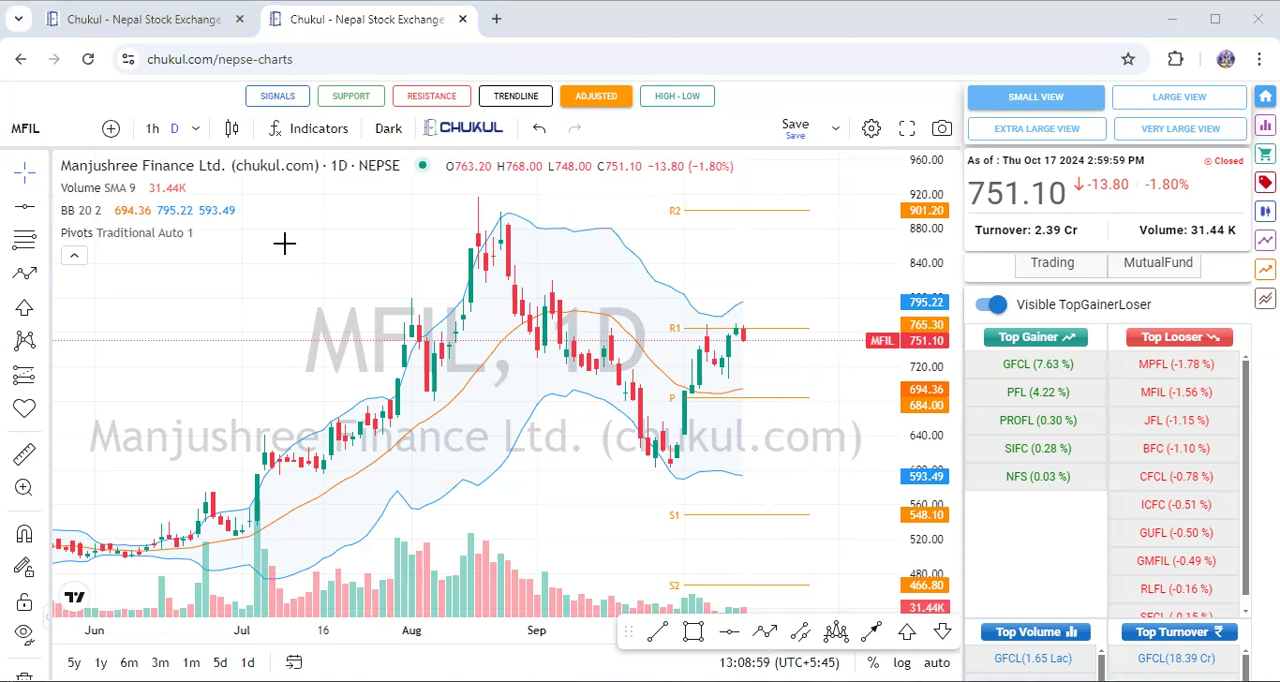 Chukul - Nepal Stock Exchange
Chukul - Nepal Stock Exchange
chukul.com/nepse-charts
SIGNALS SUPPORT RESISTANCE TRENDLINE ADJUSTED HIGH - LOW
MFIL 1h D Indicators Dark CHUKUL Save
Save
Manjushree Finance Ltd. (chukul.com) · 1D · NEPSE O763.20 H768.00 L748.00 C751.10 −13.80 (−1.80%)
Volume SMA 9 31.44K
BB 20 2 694.36 795.22 593.49
Pivots Traditional Auto 1
MFIL, 1D
Manjushree Finance Ltd. (chukul.com)
R2
R1
P
S1
S2
960.00
920.00
901.20
880.00
840.00
795.22
765.30
MFIL 751.10
720.00
694.36
684.00
640.00
593.49
560.00
548.10
520.00
480.00
466.80
31.44K
Jun Jul 16 Aug Sep
5y 1y 6m 3m 1m 5d 1d
13:08:59 (UTC+5:45) % log auto
SMALL VIEW LARGE VIEW
EXTRA LARGE VIEW VERY LARGE VIEW
As of : Thu Oct 17 2024 2:59:59 PM Closed
751.10 -13.80 -1.80%
Turnover: 2.39 Cr Volume: 31.44 K
Trading MutualFund
Visible TopGainerLoser
Top Gainer Top Looser
GFCL (7.63 %) MPFL (-1.78 %)
PFL (4.22 %) MFIL (-1.56 %)
PROFL (0.30 %) JFL (-1.15 %)
SIFC (0.28 %) BFC (-1.10 %)
NFS (0.03 %) CFCL (-0.78 %)
ICFC (-0.51 %)
GUFL (-0.50 %)
GMFIL (-0.49 %)
RLFL (-0.16 %)
Top Volume Top Turnover ₹
GFCL(1.65 Lac) GFCL(18.39 Cr)